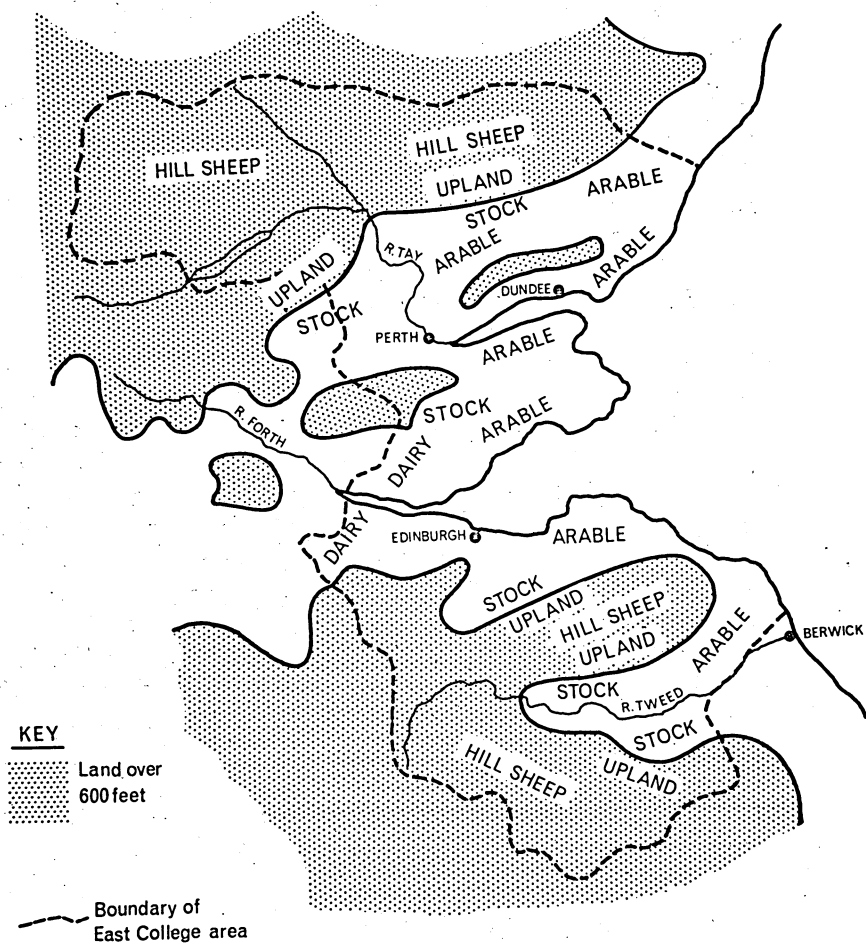 HILL SHEEP
HILL SHEEP
UPLAND
ARABLE
STOCK
ARABLE
R.TAY
ARABLE
UPLAND
DUNDEE
STOCK
PERTH
ARABLE
STOCK
ARABLE
R. FORTH
DAIRY
DAIRY
EDINBURGH
ARABLE
STOCK
UPLAND
HILL SHEEP
UPLAND
ARABLE
BERWICK
STOCK
R. TWEED
STOCK
HILL SHEEP
UPLAND
KEY
Land over
600 feet
Boundary of
East College area